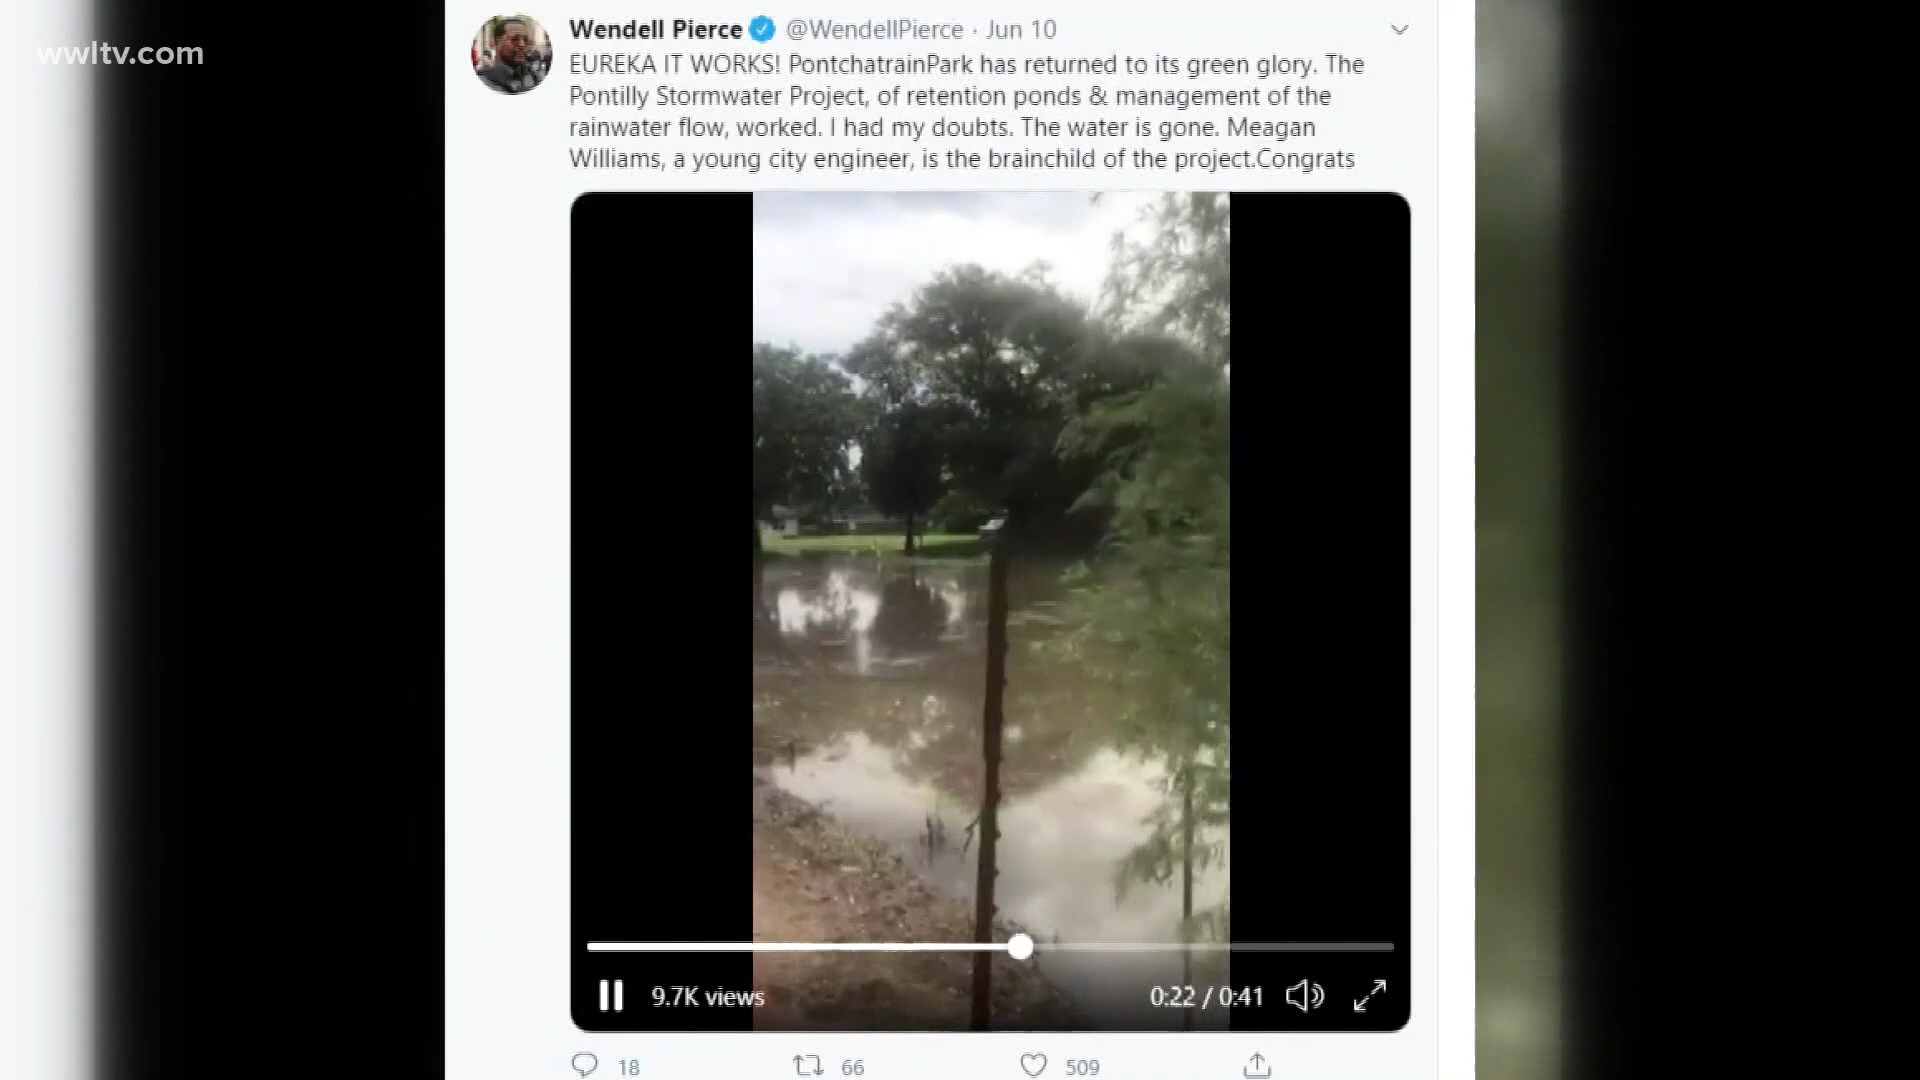 wwltv.com
Wendell Pierce @WendellPierce · Jun 10
EUREKA IT WORKS! PontchatrainPark has returned to its green glory. The
Pontilly Stormwater Project, of retention ponds & management of the
rainwater flow, worked. I had my doubts. The water is gone. Meagan
Williams, a young city engineer, is the brainchild of the project.Congrats
9.7K views
0:22 / 0:41
18
66
509